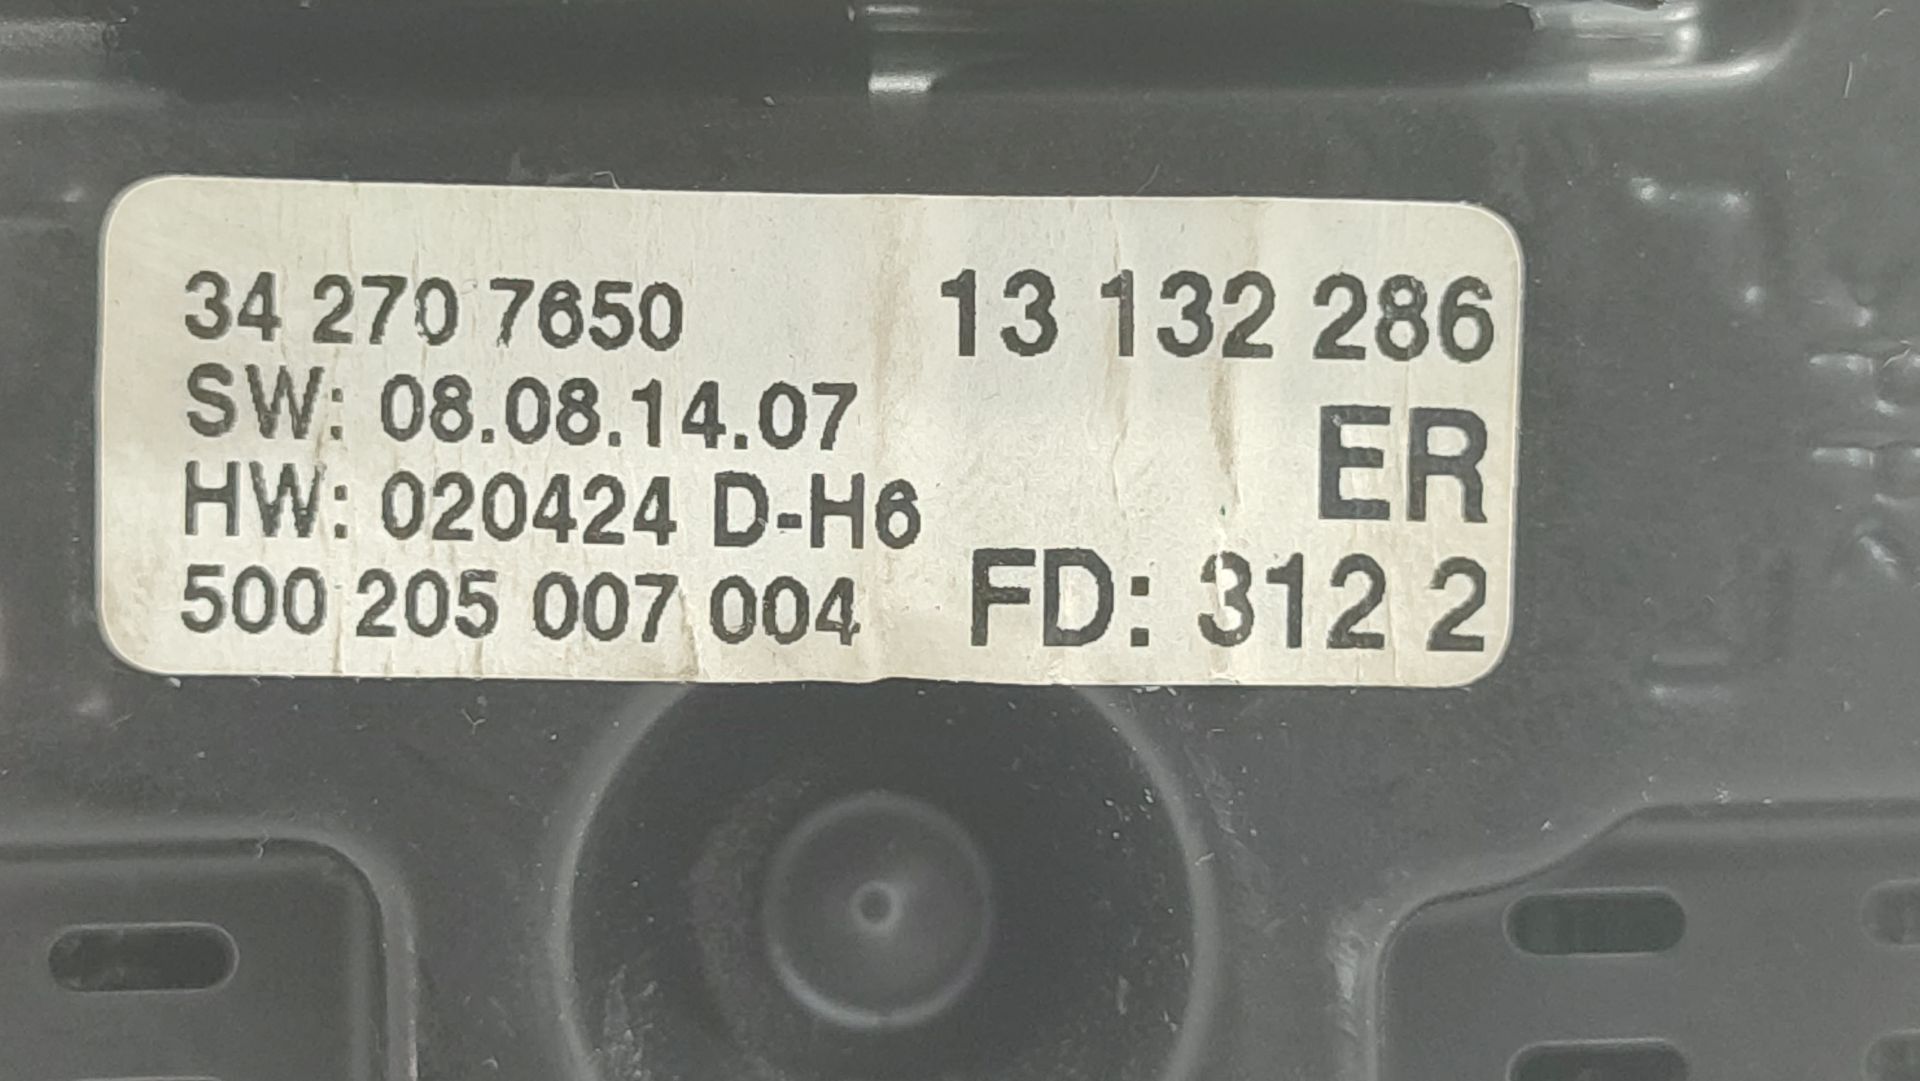 34 270 7650 13 132 286
SW: 08.08.14.07 ER
HW: 020424 D-H6
500 205 007 004 FD: 312 2